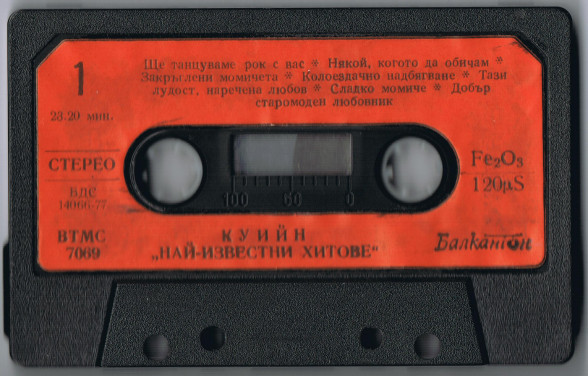 1
Ще танцуваме рок с вас * Някой, когото да обичам *
Закръглени момичета * Колоездачно надбягване * Тази
лудост, наречена любов * Сладко момиче * Добър
старомоден любовник
23.20 мин.
СТЕРЕО
БДС
14066-77
ВТМС
7069
100 50 0
Fe₂O₃
120μS
КУИЙН
„НАЙ-ИЗВЕСТНИ ХИТОВЕ“
Балкантон